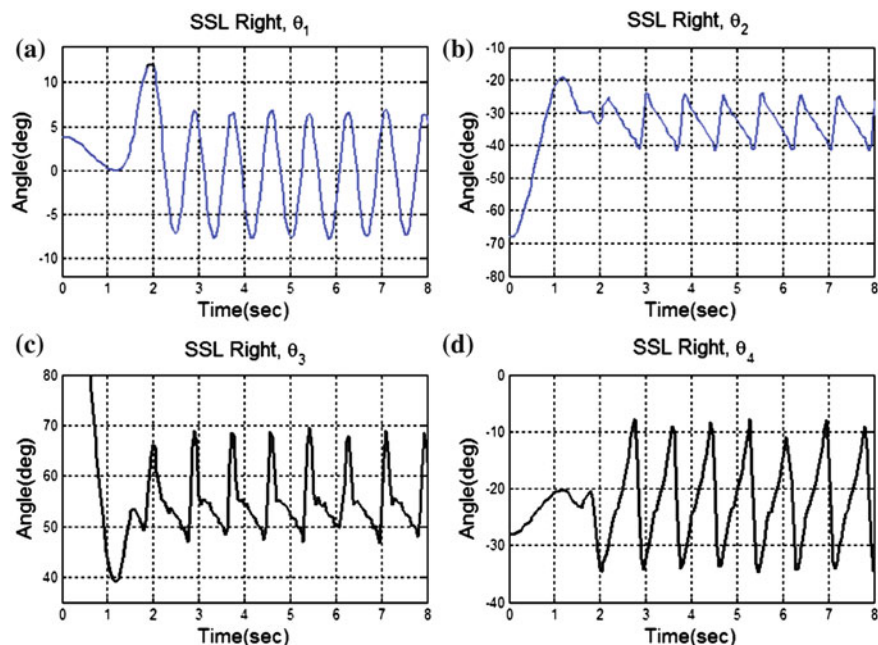 (a)
SSL Right, θ1
Angle(deg)
10
5
0
-5
-10
0 1 2 3 4 5 6 7 8
Time(sec)
(b)
SSL Right, θ2
Angle(deg)
-10
-20
-30
-40
-50
-60
-70
-80
0 1 2 3 4 5 6 7 8
Time(sec)
(c)
SSL Right, θ3
Angle(deg)
80
70
60
50
40
0 1 2 3 4 5 6 7 8
Time(sec)
(d)
SSL Right, θ4
Angle(deg)
0
-10
-20
-30
-40
0 1 2 3 4 5 6 7 8
Time(sec)